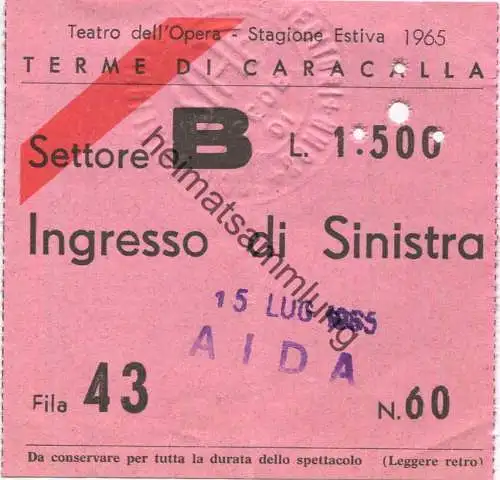 Teatro dell'Opera - Stagione Estiva 1965
TERME DI CARACALLA
Settore B L. 1.500
Ingresso di Sinistra
15 LUG 1965
AIDA
Fila 43 N. 60
Da conservare per tutta la durata dello spettacolo (Leggere retro)
heimatsammlung